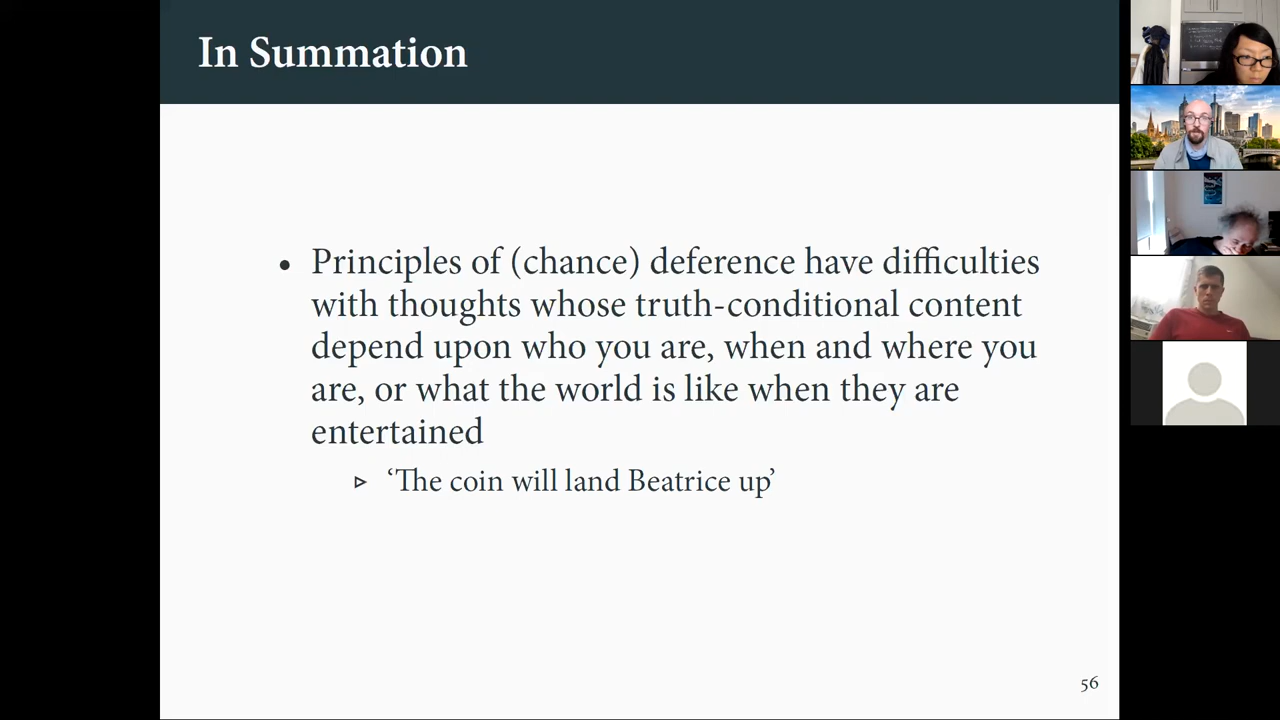 In Summation
• Principles of (chance) deference have difficulties
with thoughts whose truth-conditional content
depend upon who you are, when and where you
are, or what the world is like when they are
entertained
▹ ‘The coin will land Beatrice up’
56